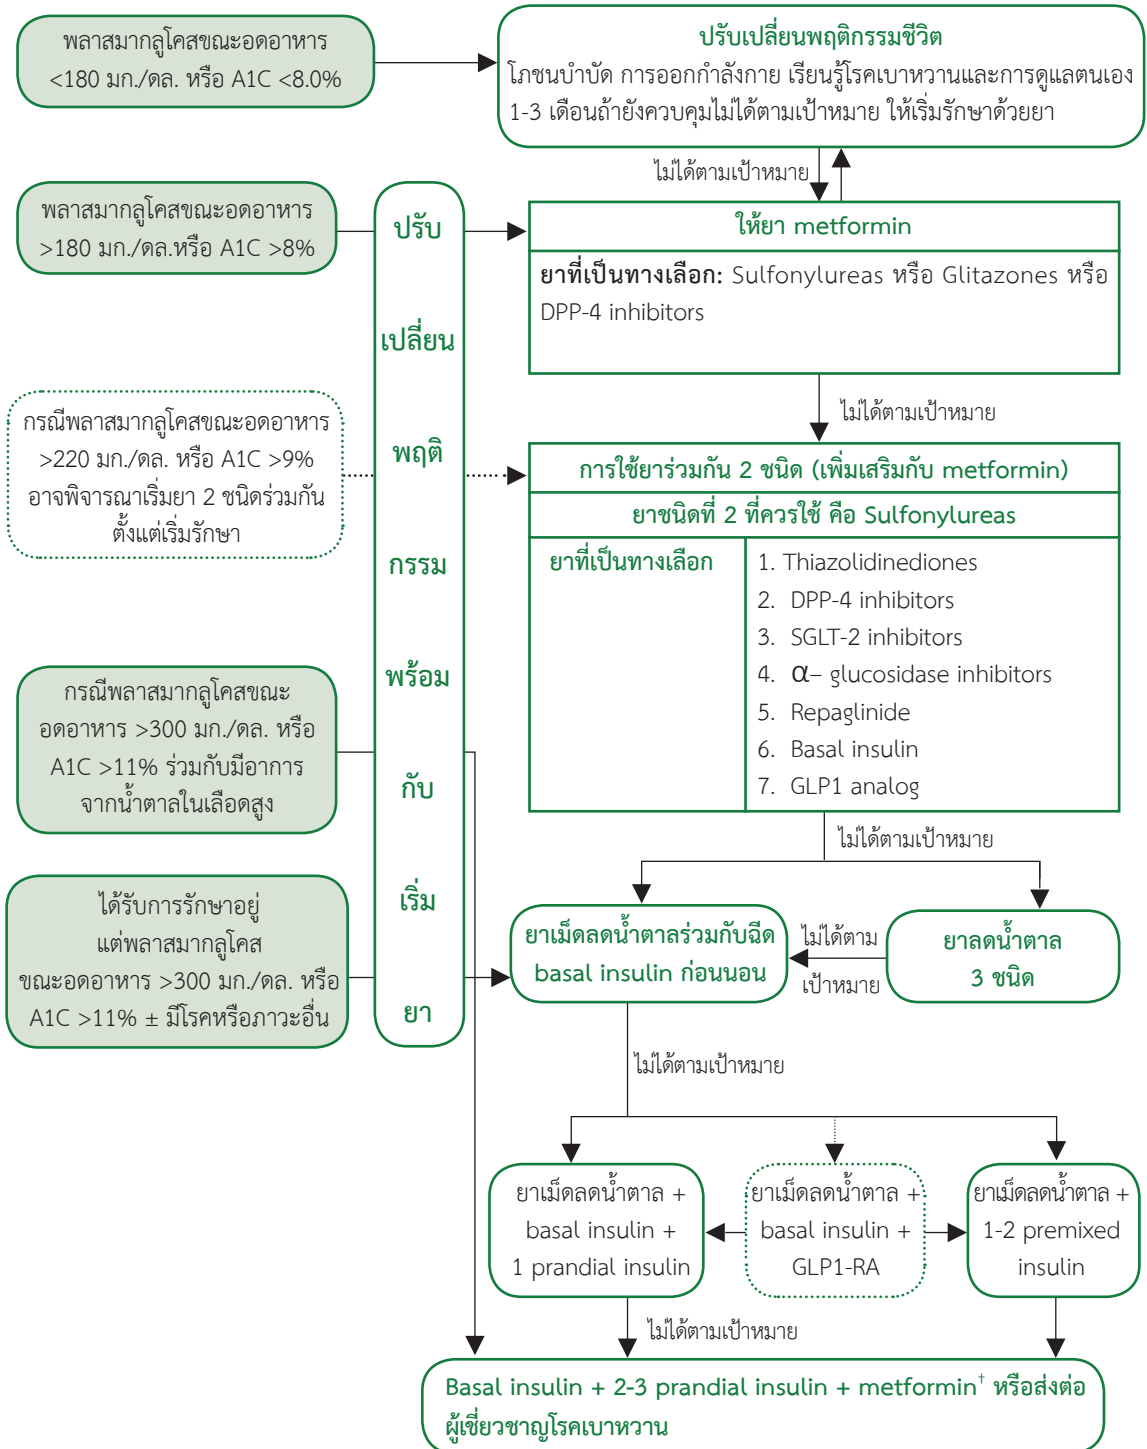 พลาสมากลูโคสขณะอดอาหาร
<180 มก./ดล. หรือ A1C <8.0%
ปรับเปลี่ยนพฤติกรรมชีวิต
โภชนบำบัด การออกกำลังกาย เรียนรู้โรคเบาหวานและการดูแลตนเอง
1-3 เดือนถ้ายังควบคุมไม่ได้ตามเป้าหมาย ให้เริ่มรักษาด้วยยา
ไม่ได้ตามเป้าหมาย
พลาสมากลูโคสขณะอดอาหาร
>180 มก./ดล.หรือ A1C >8%
ปรับ
เปลี่ยน
พฤติ
กรรม
พร้อม
กับ
เริ่ม
ยา
ให้ยา metformin
ยาที่เป็นทางเลือก: Sulfonylureas หรือ Glitazones หรือ
DPP-4 inhibitors
ไม่ได้ตามเป้าหมาย
กรณีพลาสมากลูโคสขณะอดอาหาร
>220 มก./ดล. หรือ A1C >9%
อาจพิจารณาเริ่มยา 2 ชนิดร่วมกัน
ตั้งแต่เริ่มรักษา
การใช้ยาร่วมกัน 2 ชนิด (เพิ่มเสริมกับ metformin)
ยาชนิดที่ 2 ที่ควรใช้ คือ Sulfonylureas
ยาที่เป็นทางเลือก
1. Thiazolidinediones
2. DPP-4 inhibitors
3. SGLT-2 inhibitors
4. α– glucosidase inhibitors
5. Repaglinide
6. Basal insulin
7. GLP1 analog
กรณีพลาสมากลูโคสขณะ
อดอาหาร >300 มก./ดล. หรือ
A1C >11% ร่วมกับมีอาการ
จากน้ำตาลในเลือดสูง
ไม่ได้ตามเป้าหมาย
ได้รับการรักษาอยู่
แต่พลาสมากลูโคส
ขณะอดอาหาร >300 มก./ดล. หรือ
A1C >11% ± มีโรคหรือภาวะอื่น
ยาเม็ดลดน้ำตาลร่วมกับฉีด
basal insulin ก่อนนอน
ไม่ได้ตาม
เป้าหมาย
ยาลดน้ำตาล
3 ชนิด
ไม่ได้ตามเป้าหมาย
ยาเม็ดลดน้ำตาล +
basal insulin +
1 prandial insulin
ยาเม็ดลดน้ำตาล +
basal insulin +
GLP1-RA
ยาเม็ดลดน้ำตาล +
1-2 premixed
insulin
ไม่ได้ตามเป้าหมาย
Basal insulin + 2-3 prandial insulin + metformin† หรือส่งต่อ
ผู้เชี่ยวชาญโรคเบาหวาน